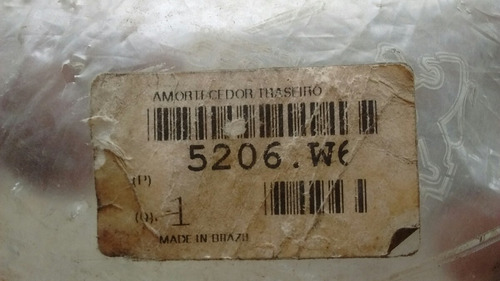 AMORTECEDOR TRASEIRO
5206.W6
(P)
(Q) 1
MADE IN BRAZIL